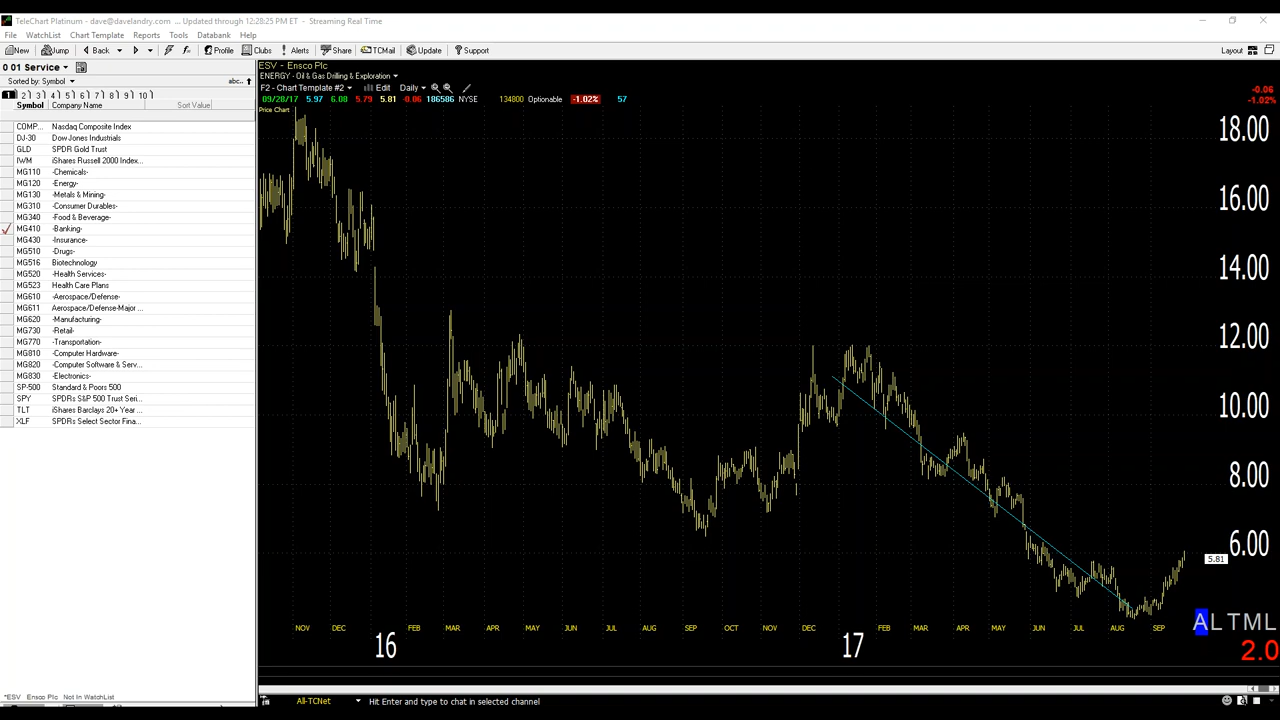 TeleChart Platinum - dave@davelandry.com ... Updated through 12:28:25 PM ET - Streaming Real Time
File WatchList Chart Template Reports Tools Databank Help
New Jump Back Profile Clubs Alerts Share TCMail Update Support Layout
0 01 Service
Sorted by: Symbol abc..
1 2 3 4 5 6 7 8 9 10
Symbol Company Name Sort Value
COMP... Nasdaq Composite Index
DJ-30 Dow Jones Industrials
GLD SPDR Gold Trust
IWM iShares Russell 2000 Index...
MG110 -Chemicals-
MG120 -Energy-
MG130 -Metals & Mining-
MG310 -Consumer Durables-
MG340 -Food & Beverage-
MG410 -Banking-
MG430 -Insurance-
MG510 -Drugs-
MG516 Biotechnology
MG520 -Health Services-
MG523 Health Care Plans
MG610 -Aerospace/Defense-
MG611 Aerospace/Defense-Major ...
MG620 -Manufacturing-
MG730 -Retail-
MG770 -Transportation-
MG810 -Computer Hardware-
MG820 -Computer Software & Serv...
MG830 -Electronics-
SP-500 Standard & Poors 500
SPY SPDRs S&P 500 Trust Seri...
TLT iShares Barclays 20+ Year ...
XLF SPDRs Select Sector Fina...
*ESV Ensco Plc Not In WatchList
ESV - Ensco Plc
ENERGY - Oil & Gas Drilling & Exploration
F2 - Chart Template #2 Edit Daily
09/28/17 5.97 6.08 5.79 5.81 -0.06 186586 NYSE 134800 Optionable -1.02% 57
Price Chart
-0.06
-1.02%
18.00
16.00
14.00
12.00
10.00
8.00
6.00
5.81
NOV DEC FEB MAR APR MAY JUN JUL AUG SEP OCT NOV DEC FEB MAR APR MAY JUN JUL AUG SEP
16 17
ALTML
2.0
All-TCNet Hit Enter and type to chat in selected channel